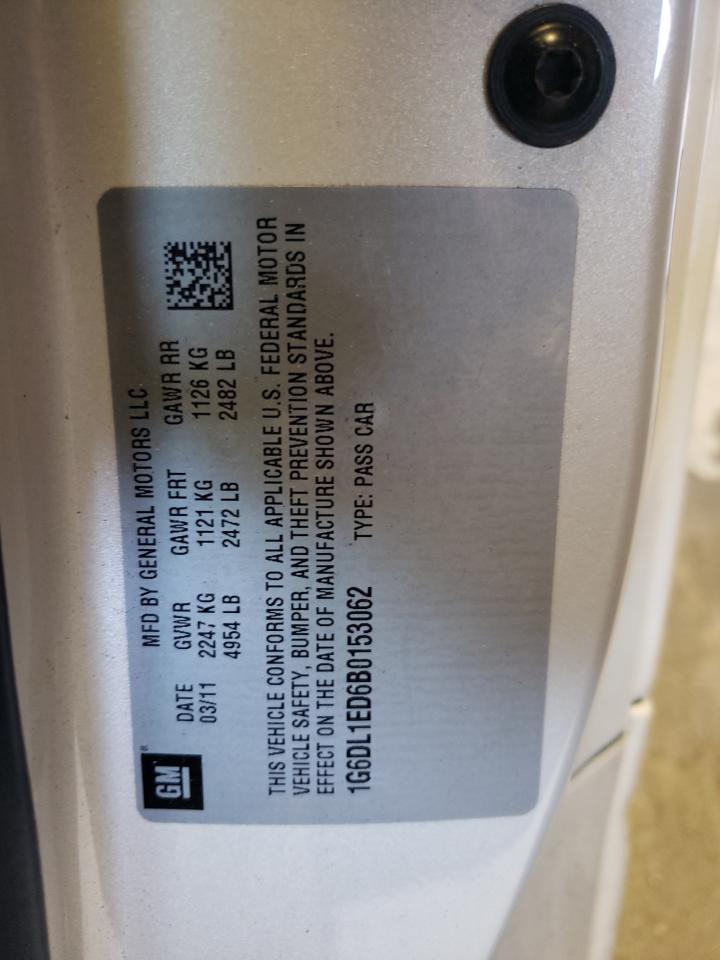 GM®
MFD BY GENERAL MOTORS LLC
DATE GVWR GAWR FRT GAWR RR
03/11 2247 KG 1121 KG 1126 KG
4954 LB 2472 LB 2482 LB
THIS VEHICLE CONFORMS TO ALL APPLICABLE U.S. FEDERAL MOTOR
VEHICLE SAFETY, BUMPER, AND THEFT PREVENTION STANDARDS IN
EFFECT ON THE DATE OF MANUFACTURE SHOWN ABOVE.
1G6DL1ED6B0153062 TYPE: PASS CAR